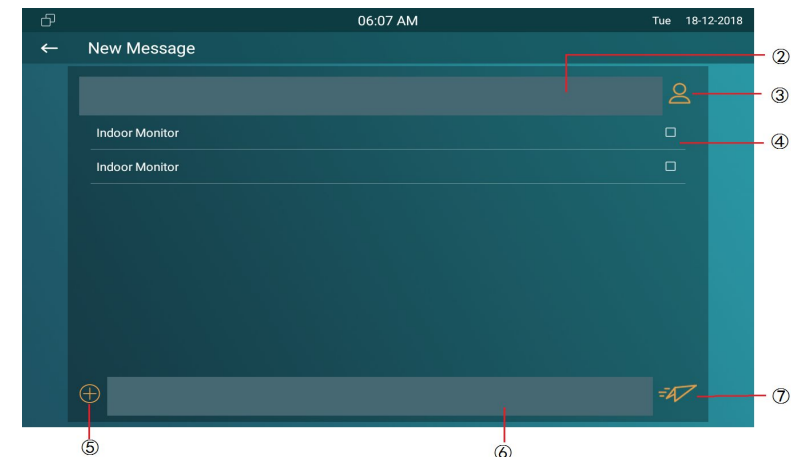 06:07 AM Tue 18-12-2018
← New Message
②
③
Indoor Monitor
④
Indoor Monitor
⑦
⑤
⑥